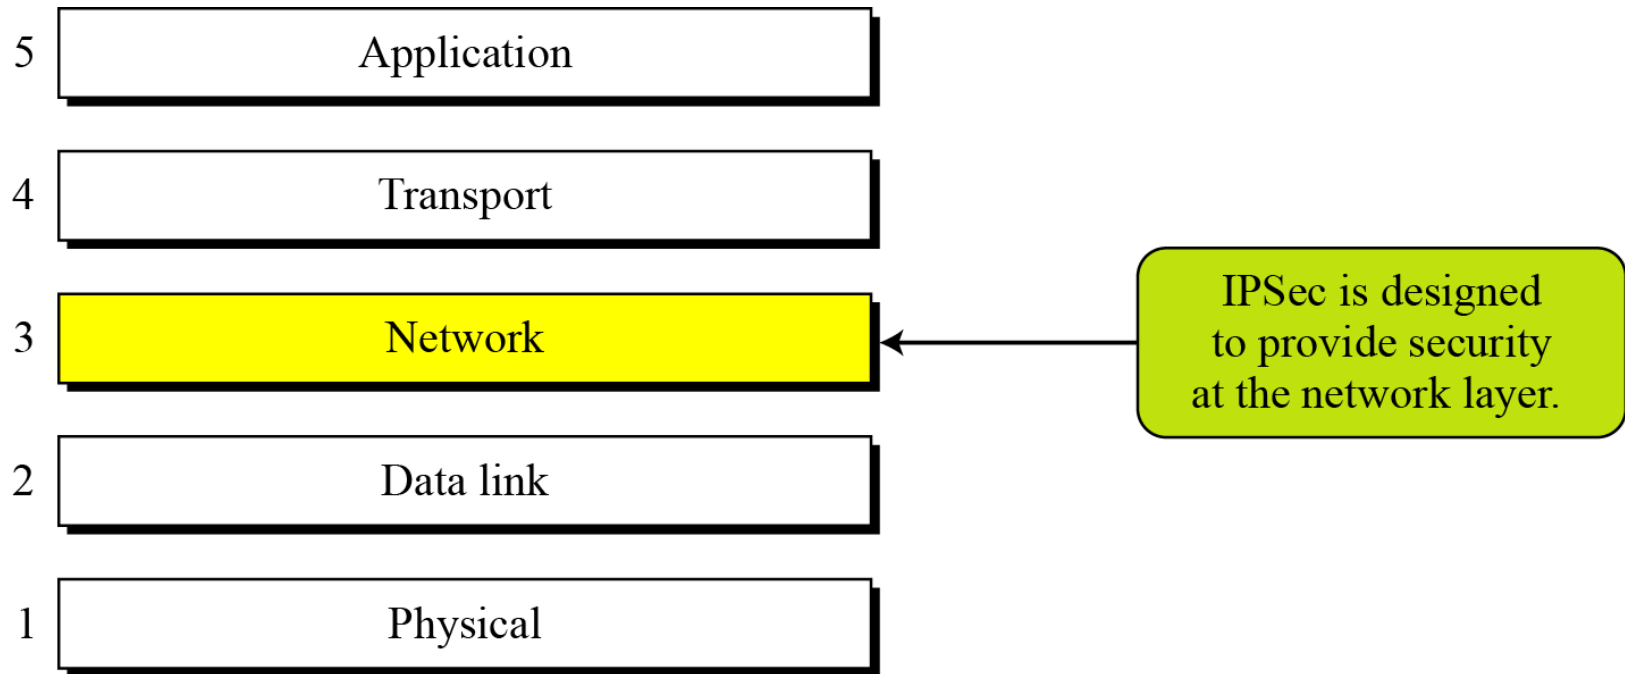 5 Application
4 Transport
3 Network
IPSec is designed
to provide security
at the network layer.
2 Data link
1 Physical